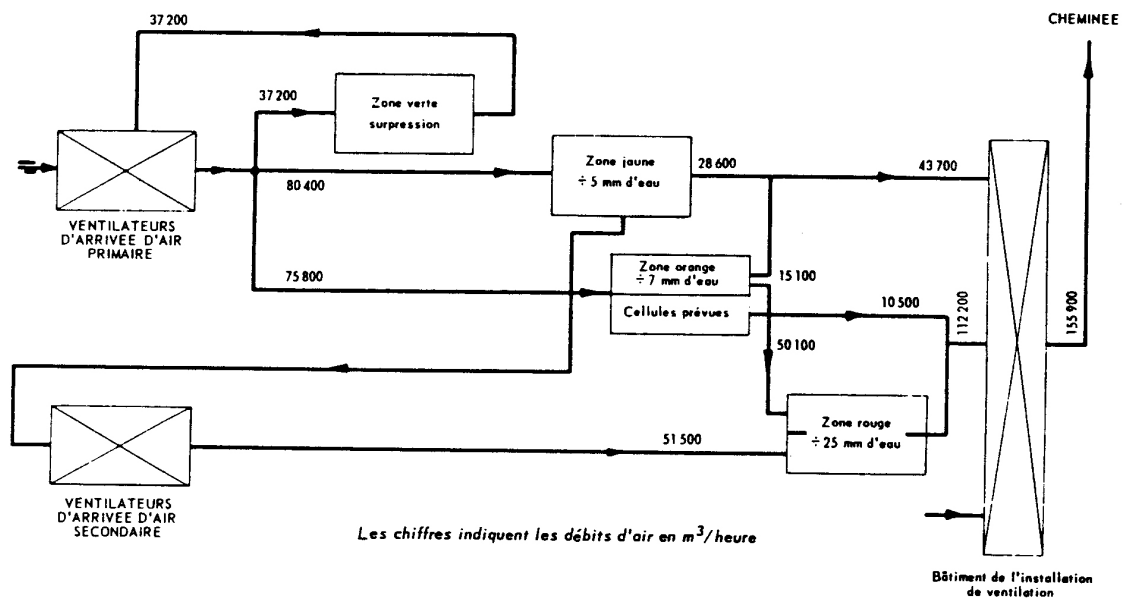 CHEMINEE
37 200
37 200
Zone verte
surpression
80 400
Zone jaune
÷ 5 mm d'eau
28 600
43 700
VENTILATEURS
D'ARRIVEE D'AIR
PRIMAIRE
75 800
Zone orange
÷ 7 mm d'eau
15 100
Cellules prévues
10 500
112 200
155 900
50 100
Zone rouge
÷ 25 mm d'eau
51 500
VENTILATEURS
D'ARRIVEE D'AIR
SECONDAIRE
Les chiffres indiquent les débits d'air en m³/heure
Bâtiment de l'installation
de ventilation